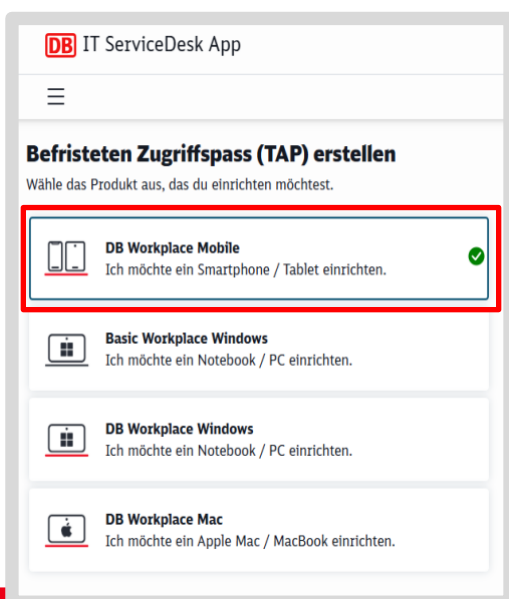 DB IT ServiceDesk App
Befristeten Zugriffspass (TAP) erstellen
Wähle das Produkt aus, das du einrichten möchtest.
DB Workplace Mobile
Ich möchte ein Smartphone / Tablet einrichten.
Basic Workplace Windows
Ich möchte ein Notebook / PC einrichten.
DB Workplace Windows
Ich möchte ein Notebook / PC einrichten.
DB Workplace Mac
Ich möchte ein Apple Mac / MacBook einrichten.